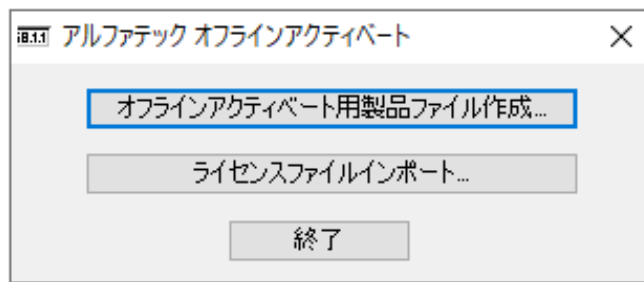 アルファテック オフラインアクティベート
オフラインアクティベート用製品ファイル作成...
ライセンスファイルインポート...
終了